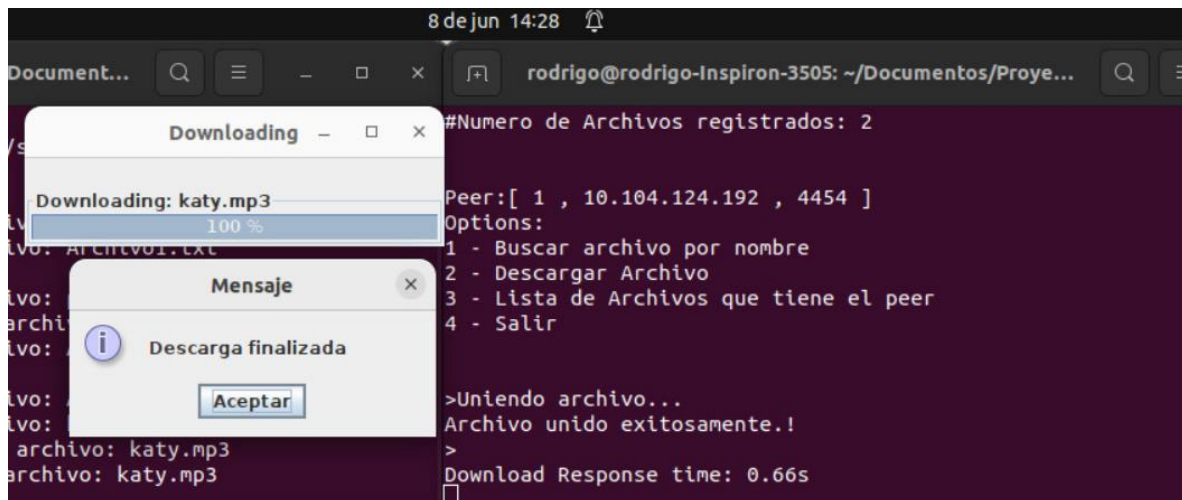 8 de jun 14:28
Document...
rodrigo@rodrigo-Inspiron-3505: ~/Documentos/Proye...
Downloading
Downloading: katy.mp3
100 %
ivo: Archivo1.txt
Mensaje
Descarga finalizada
Aceptar
archivo: katy.mp3
archivo: katy.mp3
#Numero de Archivos registrados: 2
Peer:[ 1 , 10.104.124.192 , 4454 ]
Options:
1 - Buscar archivo por nombre
2 - Descargar Archivo
3 - Lista de Archivos que tiene el peer
4 - Salir
>Uniendo archivo...
Archivo unido exitosamente.!
>
Download Response time: 0.66s